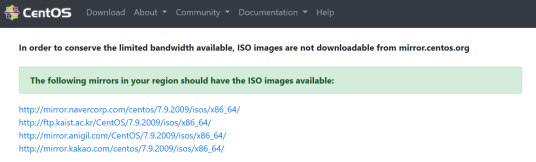 CentOS Download About Community Documentation Help
In order to conserve the limited bandwidth available, ISO images are not downloadable from mirror.centos.org
The following mirrors in your region should have the ISO images available:
http://mirror.navercorp.com/centos/7.9.2009/isos/x86_64/
http://ftp.kaist.ac.kr/CentOS/7.9.2009/isos/x86_64/
http://mirror.anigil.com/CentOS/7.9.2009/isos/x86_64/
http://mirror.kakao.com/centos/7.9.2009/isos/x86_64/